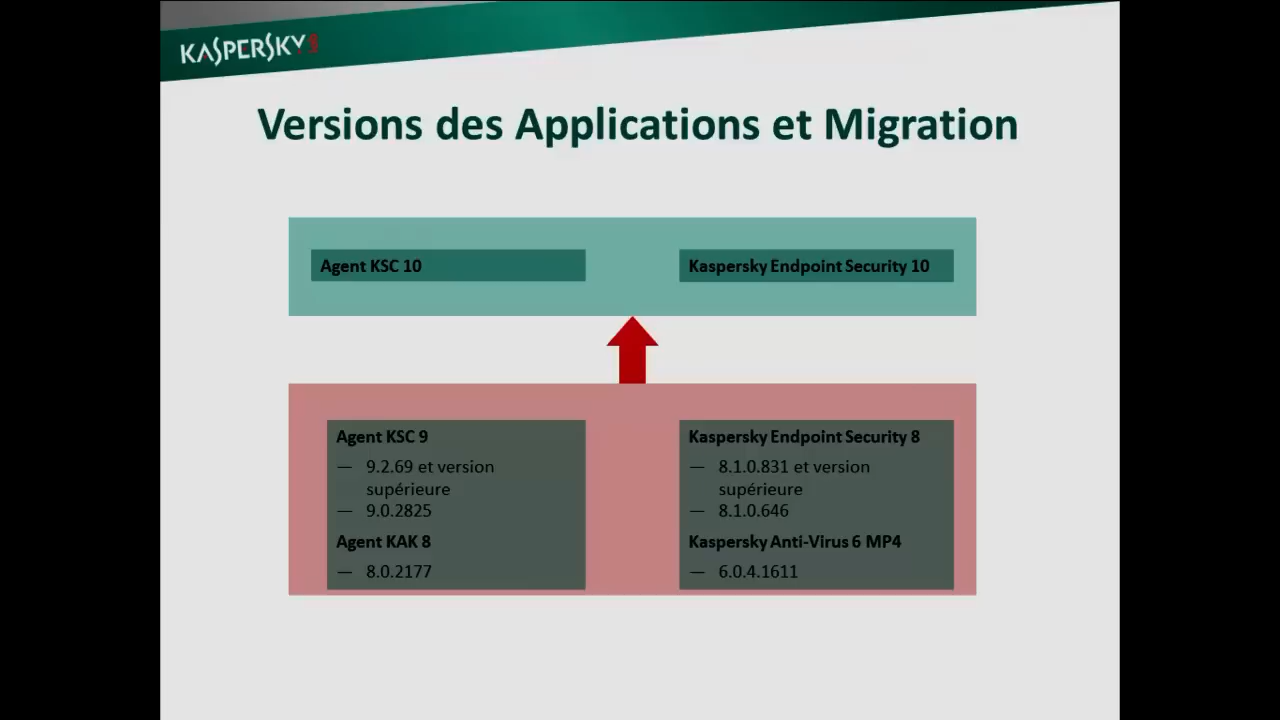 KASPERSKY
Versions des Applications et Migration
Agent KSC 10
Kaspersky Endpoint Security 10
Agent KSC 9
— 9.2.69 et version
supérieure
— 9.0.2825
Agent KAK 8
— 8.0.2177
Kaspersky Endpoint Security 8
— 8.1.0.831 et version
supérieure
— 8.1.0.646
Kaspersky Anti-Virus 6 MP4
— 6.0.4.1611